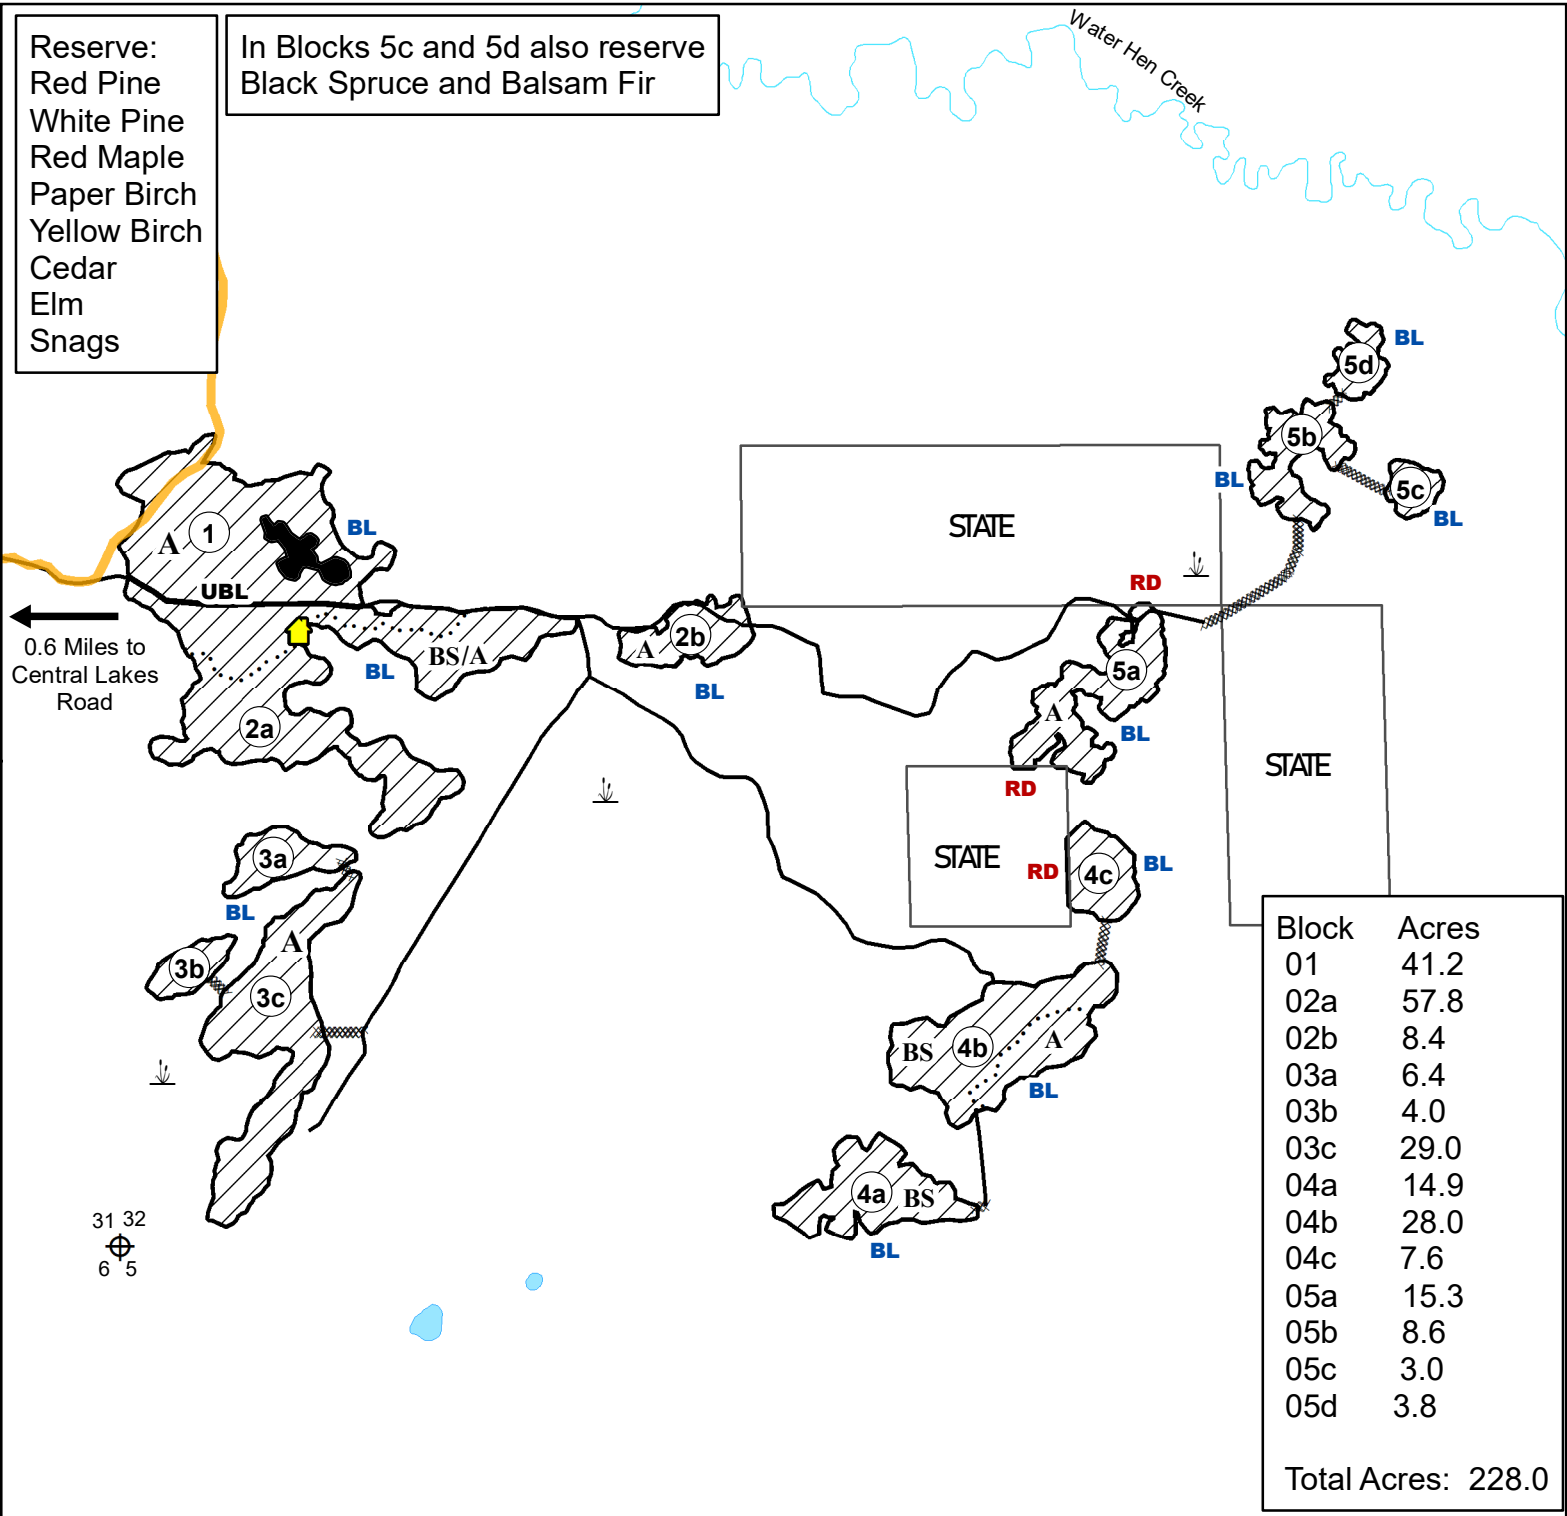 Reserve:
Red Pine
White Pine
Red Maple
Paper Birch
Yellow Birch
Cedar
Elm
Snags
In Blocks 5c and 5d also reserve
Black Spruce and Balsam Fir
Water Hen Creek
BL
5d
5b
BL
5c
BL
STATE
1
A
BL
UBL
RD
0.6 Miles to
Central Lakes
Road
2b
A
BS/A
BL
BL
5a
A
BL
2a
STATE
RD
STATE
RD
4c
BL
3a
BL
A
3b
3c
BS
4b
A
BL
4a
BS
BL
31 32
6 5
Block Acres
01 41.2
02a 57.8
02b 8.4
03a 6.4
03b 4.0
03c 29.0
04a 14.9
04b 28.0
04c 7.6
05a 15.3
05b 8.6
05c 3.0
05d 3.8
Total Acres: 228.0